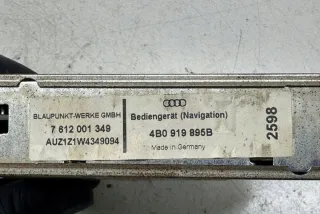 BLAUPUNKT-WERKE GMBH
7 612 001 349
AUZ1Z1W4349094
Bediengerät (Navigation)
4B0 919 895B
Made in Germany
2598